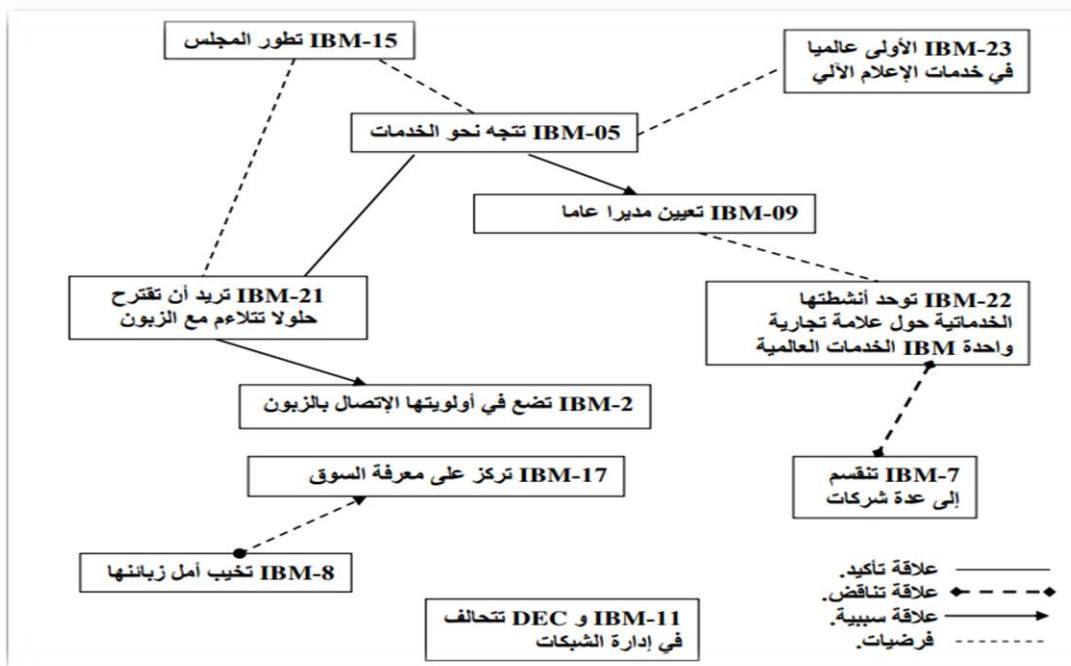 IBM-15 تطور المجلس
IBM-23 الأولى عالميا
في خدمات الإعلام الآلي
IBM-05 تتجه نحو الخدمات
IBM-09 تعيين مديرا عاما
IBM-21 تريد أن تقترح
حلولا تتلاءم مع الزبون
IBM-22 توحد أنشطتها
الخدماتية حول علامة تجارية
واحدة IBM الخدمات العالمية
IBM-2 تضع في أولويتها الإتصال بالزبون
IBM-17 تركز على معرفة السوق
IBM-7 تنقسم
إلى عدة شركات
IBM-8 تخيب أمل زبائنها
IBM-11 و DEC تتحالف
في إدارة الشبكات
علاقة تأكيد.
علاقة تناقض.
علاقة سببية.
فرضيات.